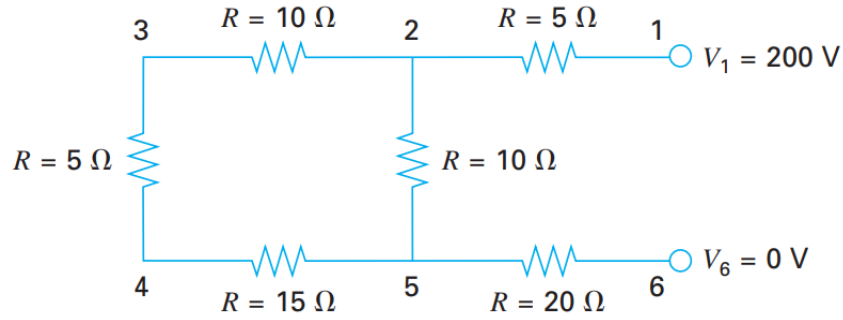 R = 10 Ω
R = 5 Ω
3
2
1
V₁ = 200 V
R = 5 Ω
R = 10 Ω
V₆ = 0 V
4
5
6
R = 15 Ω
R = 20 Ω